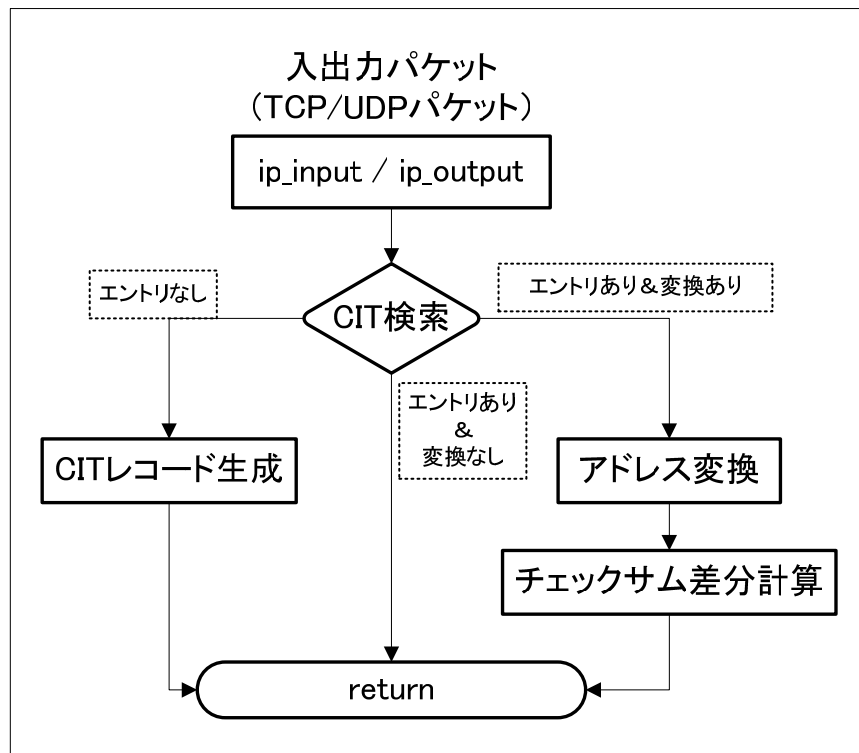 入出力パケット
(TCP/UDPパケット)
ip_input / ip_output
エントリなし
エントリあり&変換あり
CIT検索
エントリあり
&
変換なし
CITレコード生成
アドレス変換
チェックサム差分計算
return